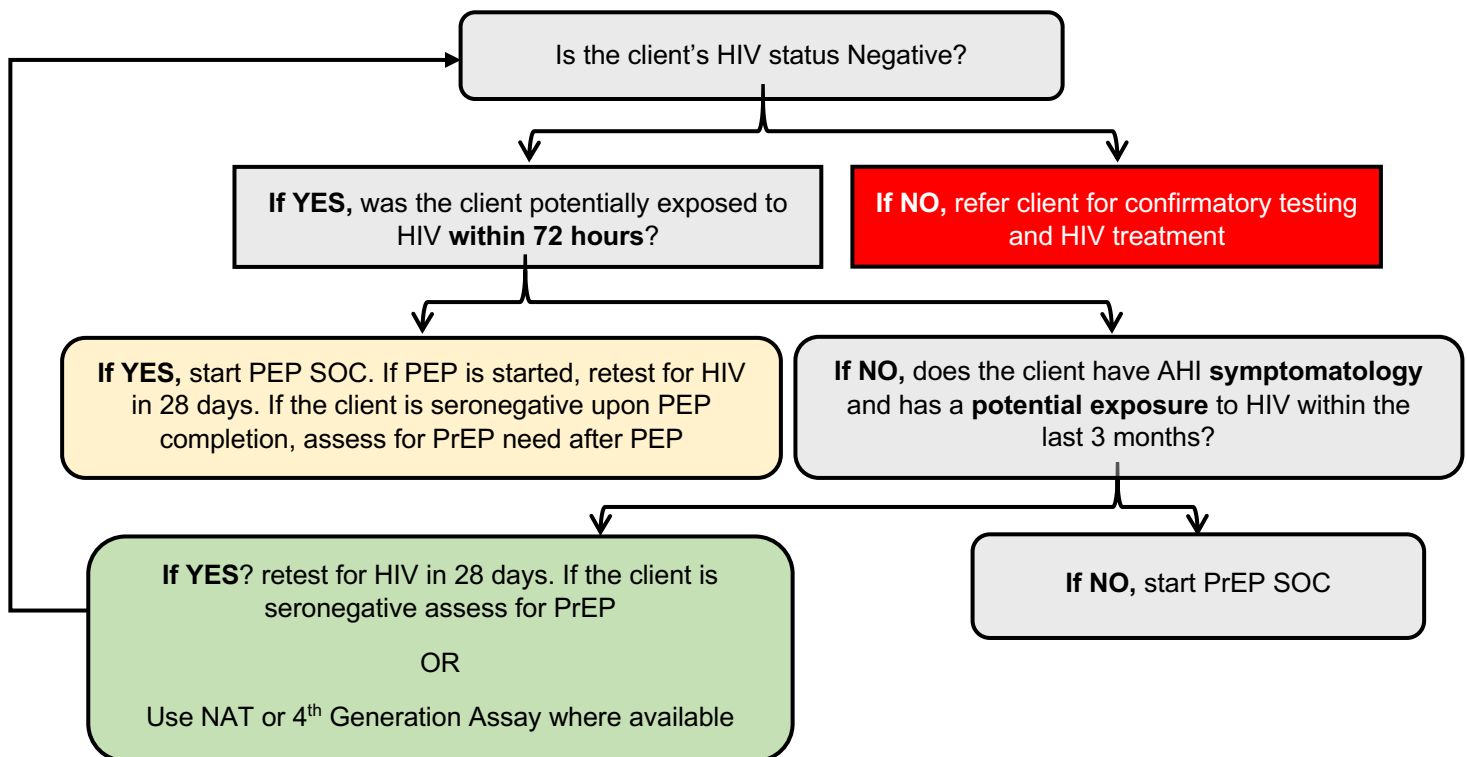 Is the client’s HIV status Negative?
If YES, was the client potentially exposed to
HIV within 72 hours?
If NO, refer client for confirmatory testing
and HIV treatment
If YES, start PEP SOC. If PEP is started, retest for HIV
in 28 days. If the client is seronegative upon PEP
completion, assess for PrEP need after PEP
If NO, does the client have AHI symptomatology
and has a potential exposure to HIV within the
last 3 months?
If YES? retest for HIV in 28 days. If the client is
seronegative assess for PrEP
OR
Use NAT or 4th Generation Assay where available
If NO, start PrEP SOC